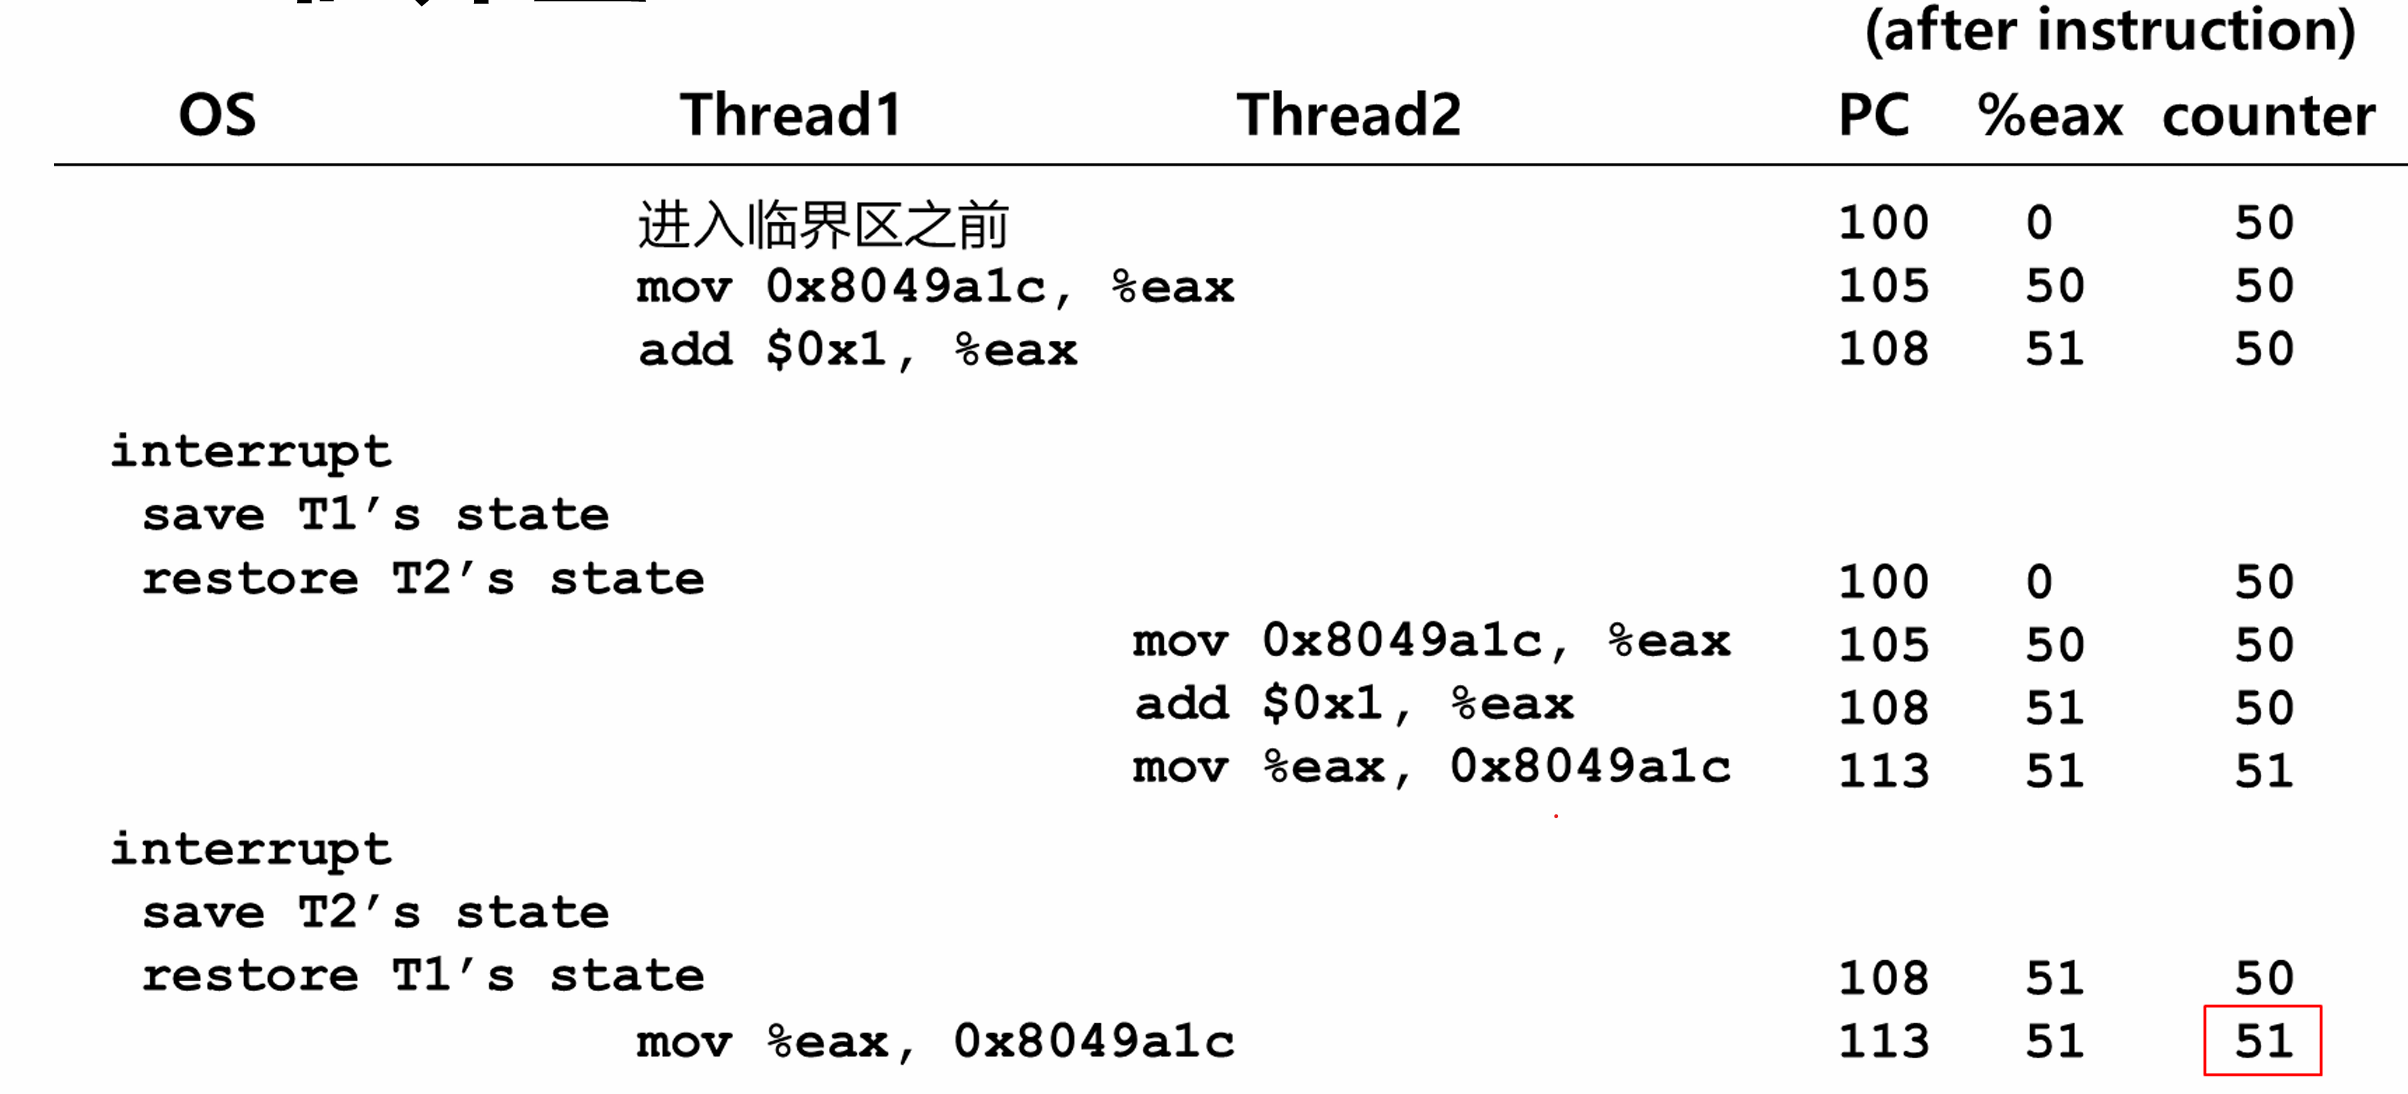 (after instruction)
OS Thread1 Thread2 PC %eax counter
进入临界区之前 100 0 50
mov 0x8049a1c, %eax 105 50 50
add $0x1, %eax 108 51 50
interrupt
save T1's state
restore T2's state 100 0 50
mov 0x8049a1c, %eax 105 50 50
add $0x1, %eax 108 51 50
mov %eax, 0x8049a1c 113 51 51
interrupt
save T2's state
restore T1's state 108 51 50
mov %eax, 0x8049a1c 113 51 51